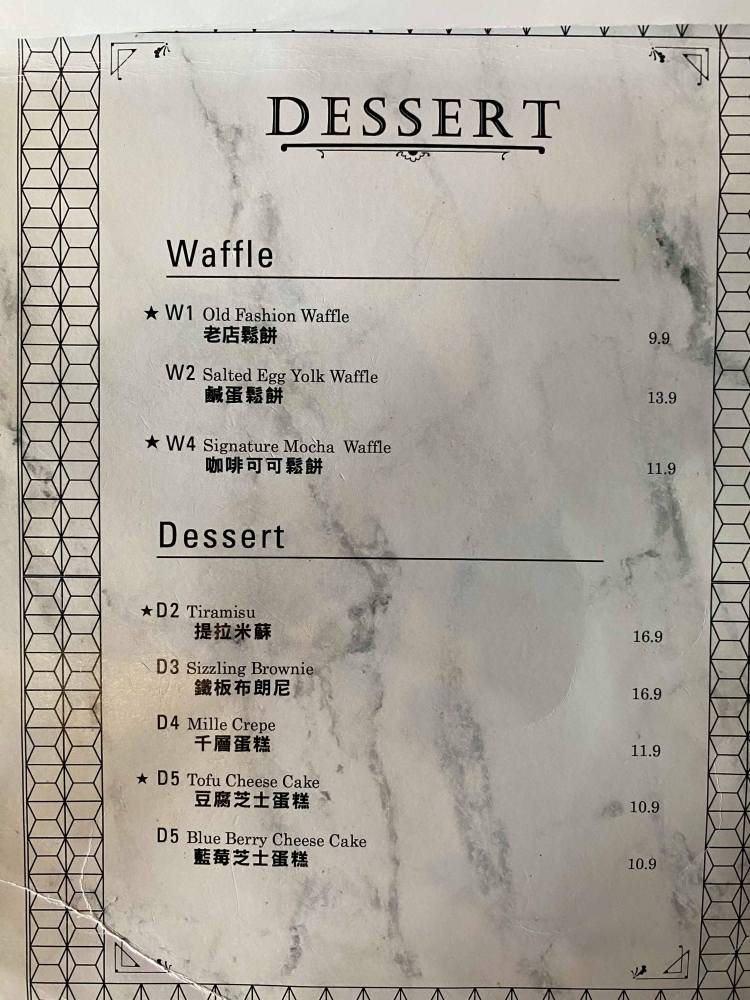 DESSERT
Waffle
★ W1 Old Fashion Waffle
老店鬆餅 9.9
W2 Salted Egg Yolk Waffle
鹹蛋鬆餅 13.9
★ W4 Signature Mocha Waffle
咖啡可可鬆餅 11.9
Dessert
★ D2 Tiramisu
提拉米蘇 16.9
D3 Sizzling Brownie
鐵板布朗尼 16.9
D4 Mille Crepe
千層蛋糕 11.9
★ D5 Tofu Cheese Cake
豆腐芝士蛋糕 10.9
D5 Blue Berry Cheese Cake
藍莓芝士蛋糕 10.9